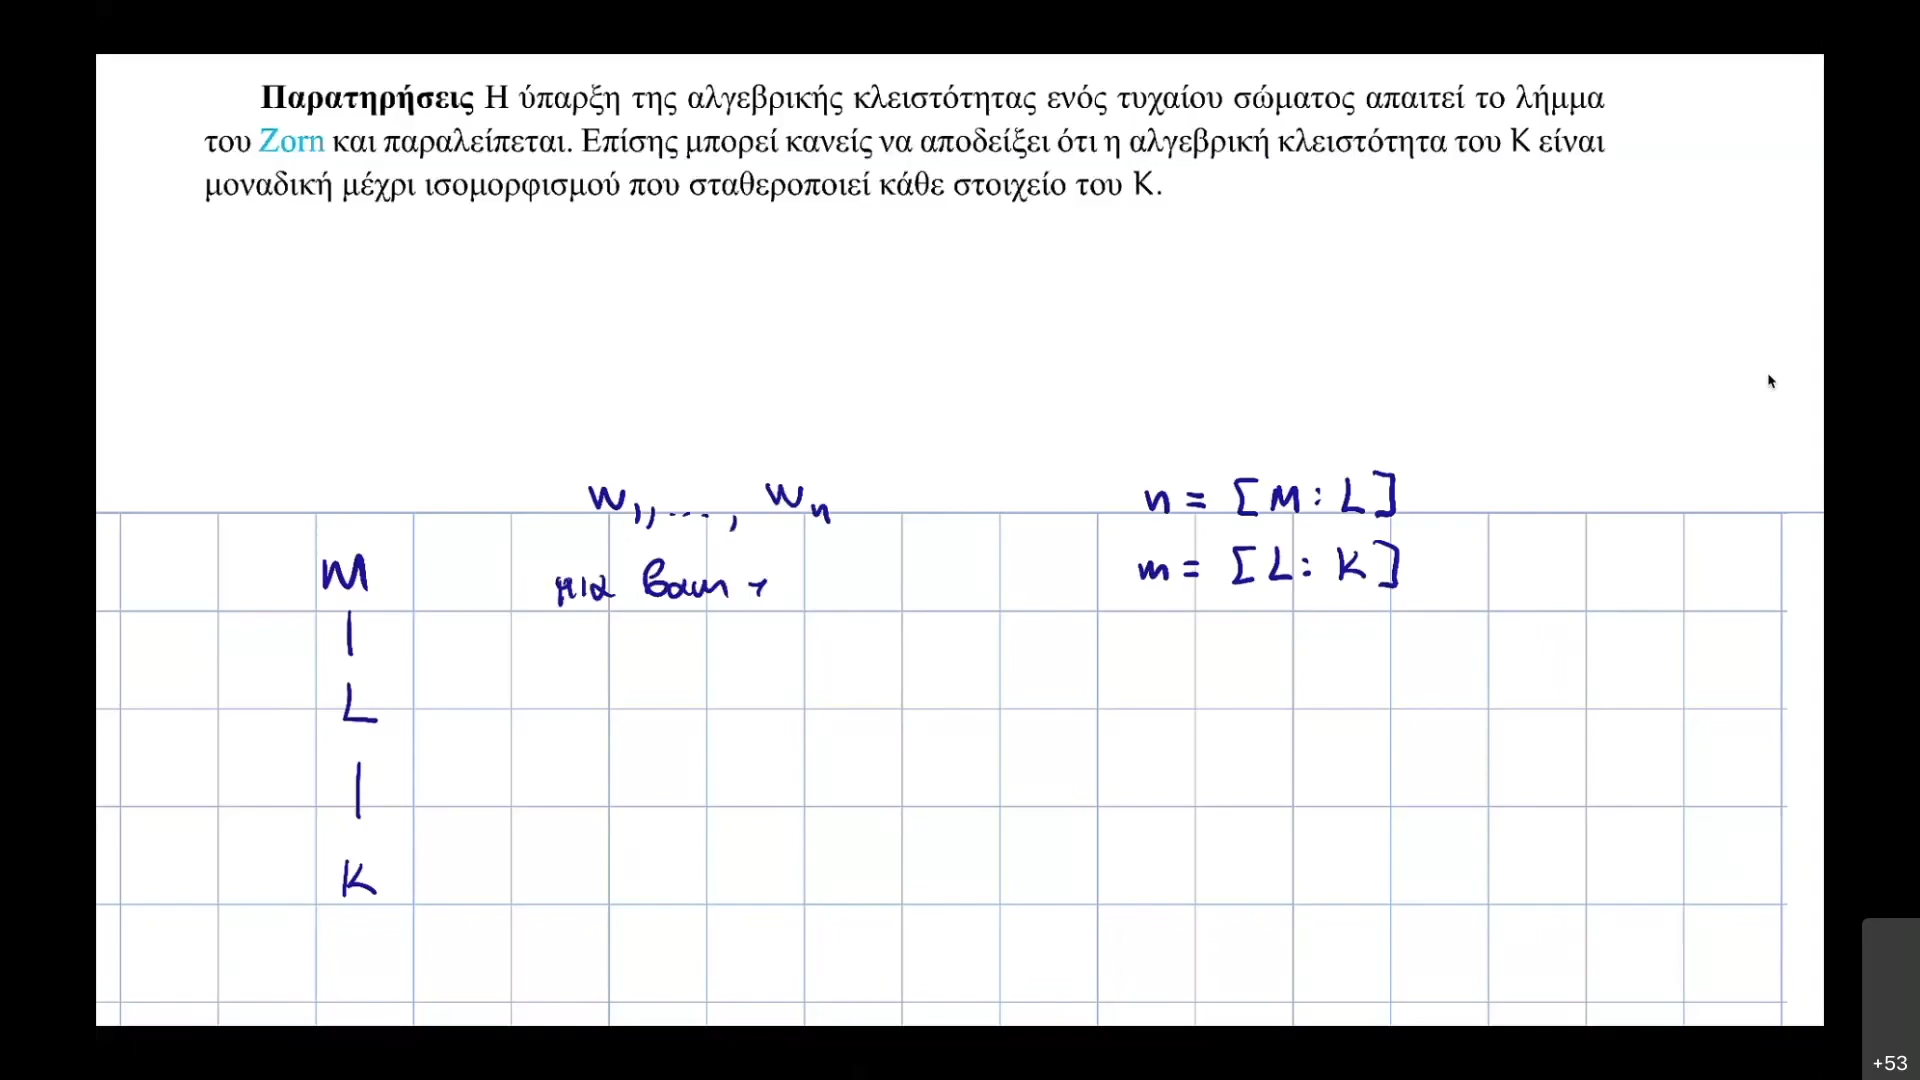 Παρατηρήσεις Η ύπαρξη της αλγεβρικής κλειστότητας ενός τυχαίου σώματος απαιτεί το λήμμα
του Zorn και παραλείπεται. Επίσης μπορεί κανείς να αποδείξει ότι η αλγεβρική κλειστότητα του Κ είναι
μοναδική μέχρι ισομορφισμού που σταθεροποιεί κάθε στοιχείο του Κ.
w₁, ..., wₙ
n = [M : L]
M
μια βαση
m = [L : K]
|
L
|
K
+53